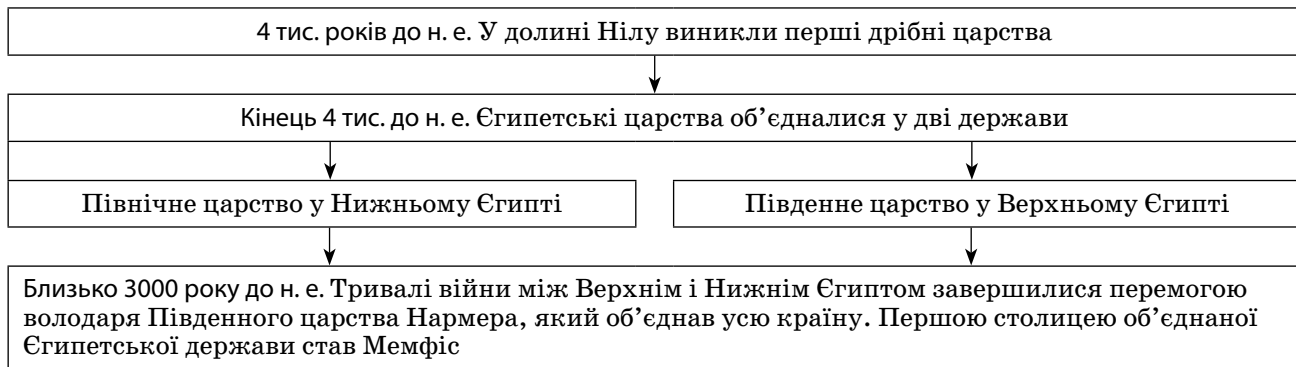 4 тис. років до н. е. У долині Нілу виникли перші дрібні царства
Кінець 4 тис. до н. е. Єгипетські царства об’єдналися у дві держави
Північне царство у Нижньому Єгипті
Південне царство у Верхньому Єгипті
Близько 3000 року до н. е. Тривалі війни між Верхнім і Нижнім Єгиптом завершилися перемогою
володаря Південного царства Нармера, який об’єднав усю країну. Першою столицею об’єднаної
Єгипетської держави став Мемфіс